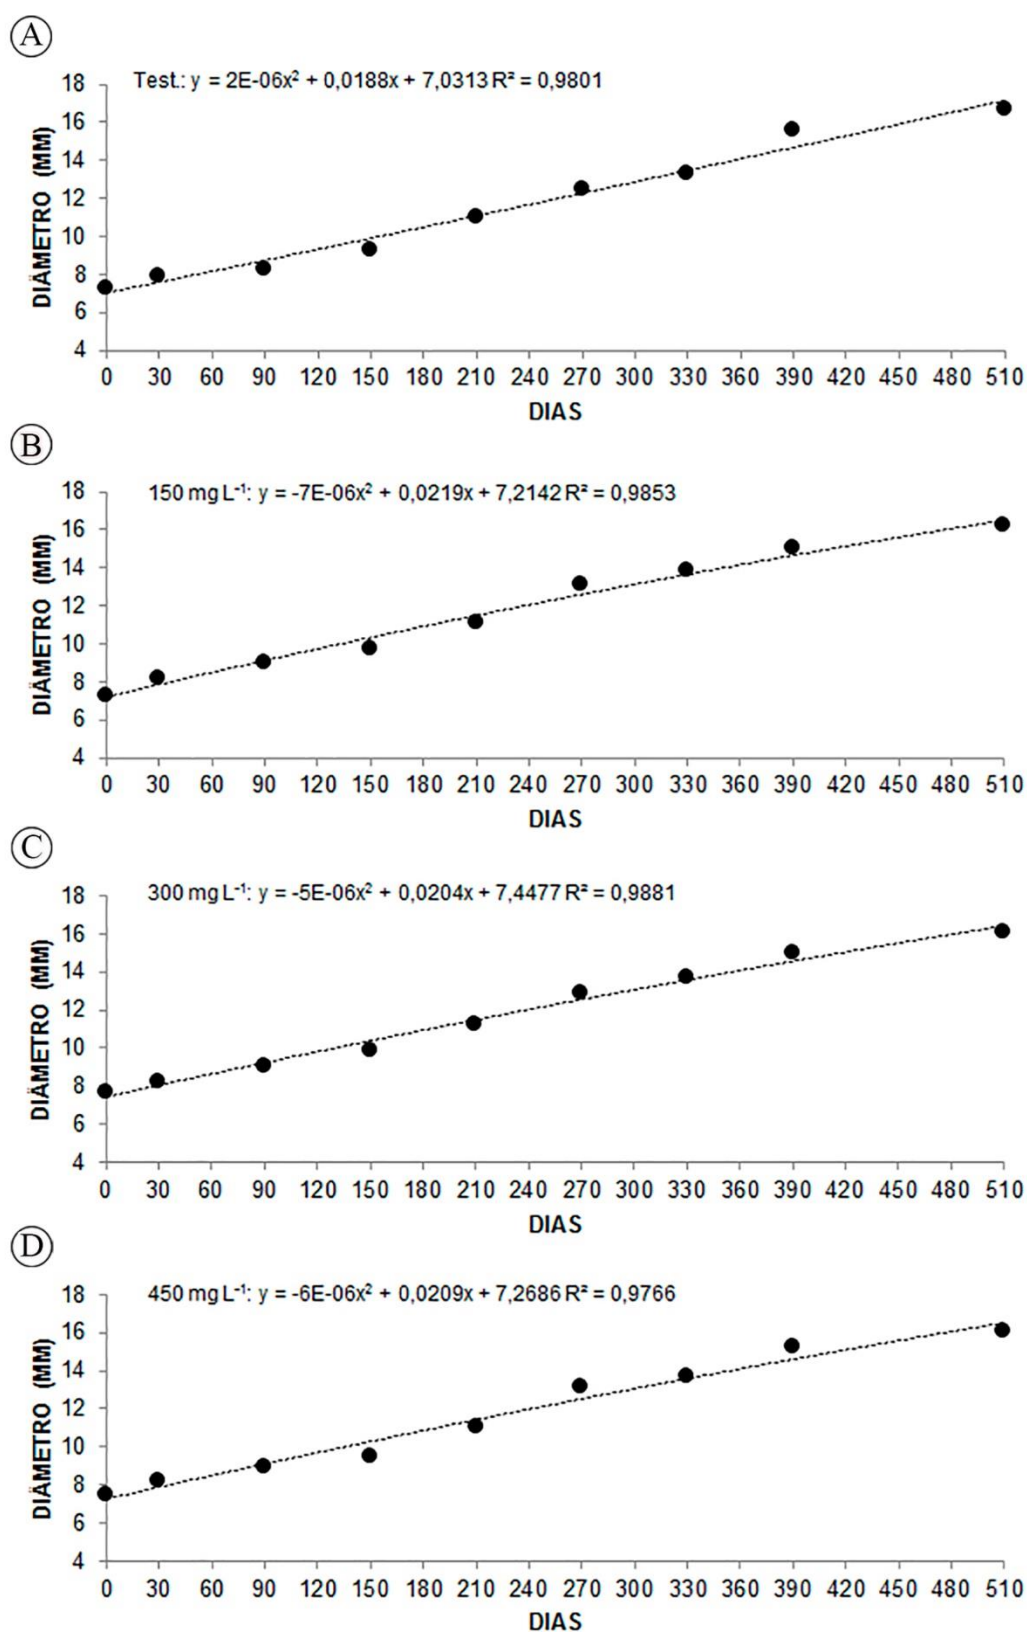 A
Test.: y = 2E-06x² + 0,0188x + 7,0313 R² = 0,9801
DIÂMETRO (MM)
18
16
14
12
10
8
6
4
0 30 60 90 120 150 180 210 240 270 300 330 360 390 420 450 480 510
DIAS
B
150 mg L⁻¹: y = -7E-06x² + 0,0219x + 7,2142 R² = 0,9853
DIÂMETRO (MM)
18
16
14
12
10
8
6
4
0 30 60 90 120 150 180 210 240 270 300 330 360 390 420 450 480 510
DIAS
C
300 mg L⁻¹: y = -5E-06x² + 0,0204x + 7,4477 R² = 0,9881
DIÂMETRO (MM)
18
16
14
12
10
8
6
4
0 30 60 90 120 150 180 210 240 270 300 330 360 390 420 450 480 510
DIAS
D
450 mg L⁻¹: y = -6E-06x² + 0,0209x + 7,2686 R² = 0,9766
DIÂMETRO (MM)
18
16
14
12
10
8
6
4
0 30 60 90 120 150 180 210 240 270 300 330 360 390 420 450 480 510
DIAS